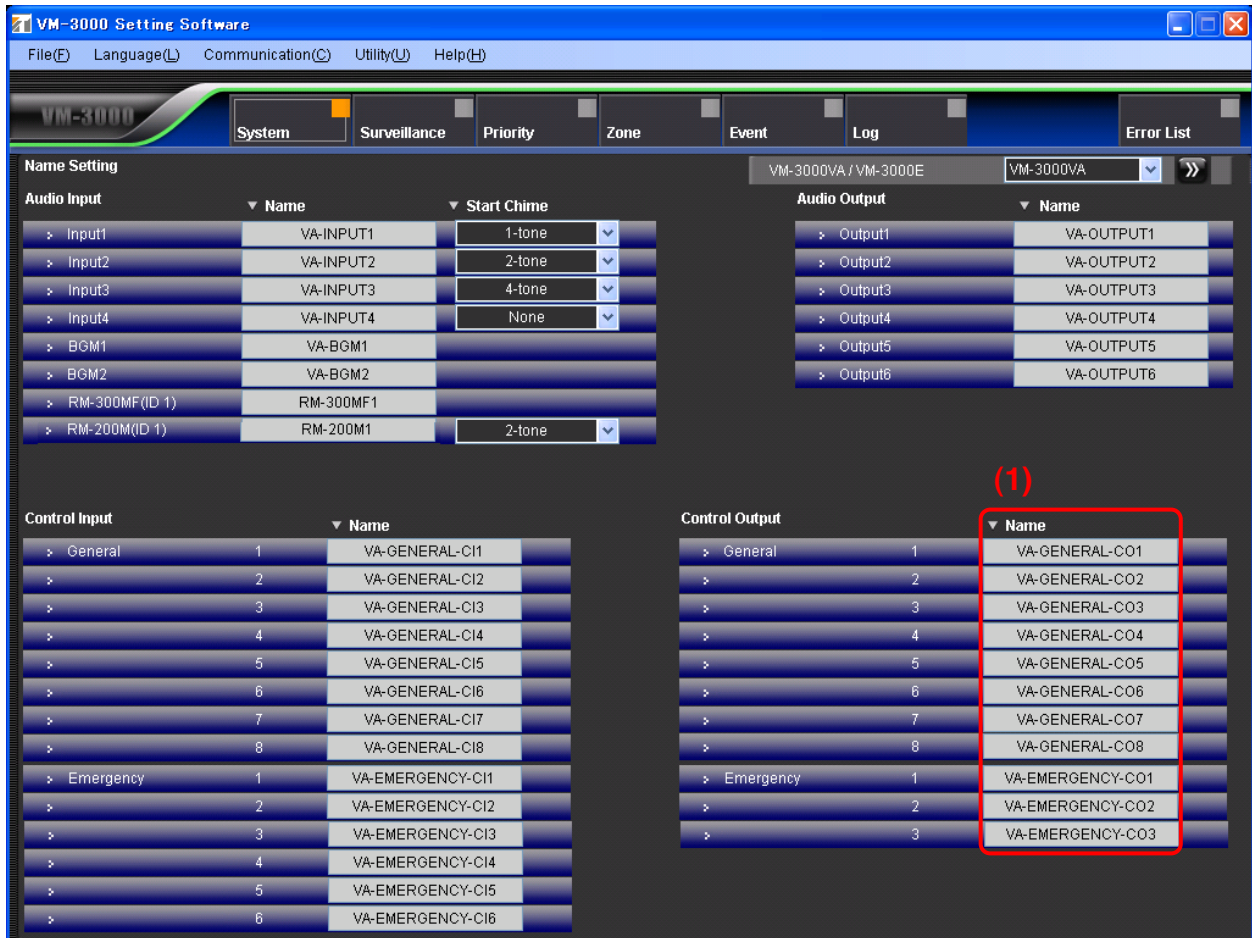 VM-3000 Setting Software
File(F) Language(L) Communication(C) Utility(U) Help(H)
VM-3000
System Surveillance Priority Zone Event Log Error List
Name Setting
VM-3000VA / VM-3000E VM-3000VA
Audio Input
Name Start Chime
Input1 VA-INPUT1 1-tone
Input2 VA-INPUT2 2-tone
Input3 VA-INPUT3 4-tone
Input4 VA-INPUT4 None
BGM1 VA-BGM1
BGM2 VA-BGM2
RM-300MF(ID 1) RM-300MF1
RM-200M(ID 1) RM-200M1 2-tone
Audio Output
Name
Output1 VA-OUTPUT1
Output2 VA-OUTPUT2
Output3 VA-OUTPUT3
Output4 VA-OUTPUT4
Output5 VA-OUTPUT5
Output6 VA-OUTPUT6
Control Input
Name
General 1 VA-GENERAL-CI1
2 VA-GENERAL-CI2
3 VA-GENERAL-CI3
4 VA-GENERAL-CI4
5 VA-GENERAL-CI5
6 VA-GENERAL-CI6
7 VA-GENERAL-CI7
8 VA-GENERAL-CI8
Emergency 1 VA-EMERGENCY-CI1
2 VA-EMERGENCY-CI2
3 VA-EMERGENCY-CI3
4 VA-EMERGENCY-CI4
5 VA-EMERGENCY-CI5
6 VA-EMERGENCY-CI6
(1)
Control Output
Name
General 1 VA-GENERAL-CO1
2 VA-GENERAL-CO2
3 VA-GENERAL-CO3
4 VA-GENERAL-CO4
5 VA-GENERAL-CO5
6 VA-GENERAL-CO6
7 VA-GENERAL-CO7
8 VA-GENERAL-CO8
Emergency 1 VA-EMERGENCY-CO1
2 VA-EMERGENCY-CO2
3 VA-EMERGENCY-CO3